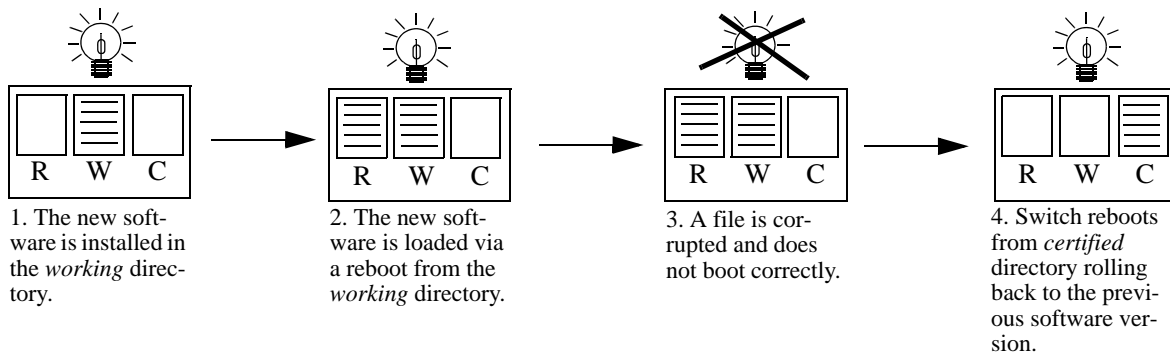 R W C
1. The new soft-
ware is installed in
the working direc-
tory.
R W C
2. The new soft-
ware is loaded via
a reboot from the
working directory.
R W C
3. A file is cor-
rupted and does
not boot correctly.
R W C
4. Switch reboots
from certified
directory rolling
back to the previ-
ous software ver-
sion.